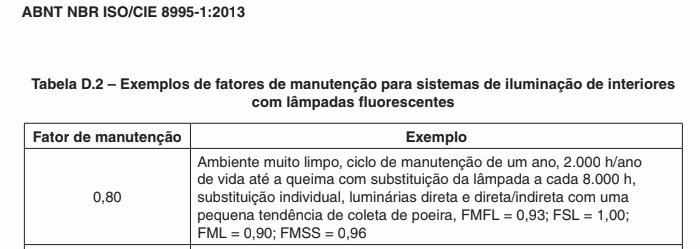 ABNT NBR ISO/CIE 8995-1:2013
Tabela D.2 – Exemplos de fatores de manutenção para sistemas de iluminação de interiores
com lâmpadas fluorescentes
Fator de manutenção
Exemplo
0,80
Ambiente muito limpo, ciclo de manutenção de um ano, 2.000 h/ano
de vida até a queima com substituição da lâmpada a cada 8.000 h,
substituição individual, luminárias direta e direta/indireta com uma
pequena tendência de coleta de poeira, FMFL = 0,93; FSL = 1,00;
FML = 0,90; FMSS = 0,96